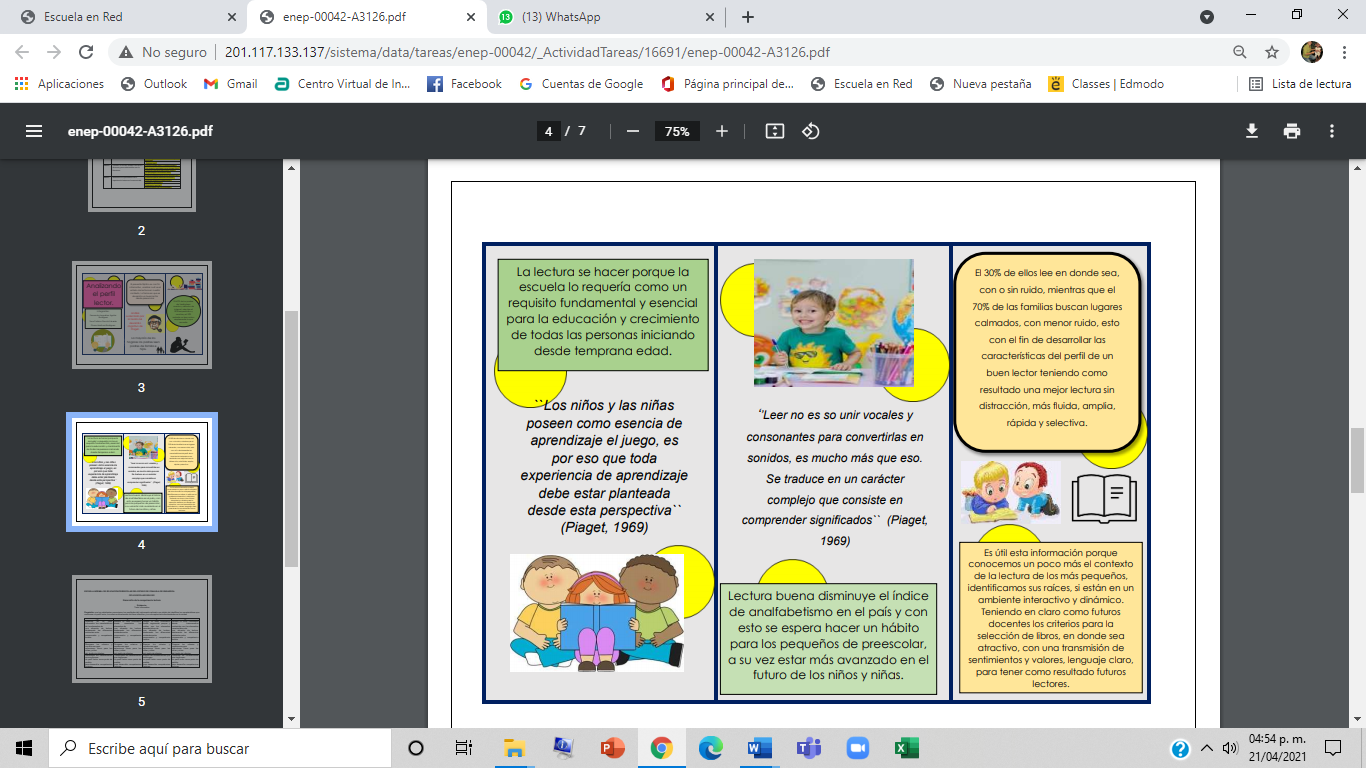 Escuela en Red
enep-00042-A3126.pdf
(13) WhatsApp
No seguro
201.117.133.137/sistema/data/tareas/enep-00042/_ActividadTareas/16691/enep-00042-A3126.pdf
Aplicaciones
Outlook
Gmail
Centro Virtual de In...
Facebook
Cuentas de Google
Página principal de...
Escuela en Red
Nueva pestaña
Classes | Edmodo
Lista de lectura
enep-00042-A3126.pdf
4 / 7
75%
2
Analizando
el perfil
lector.
3
4
5
La lectura se hacer porque la
escuela lo requería como un
requisito fundamental y esencial
para la educación y crecimiento
de todas las personas iniciando
desde temprana edad.
``Los niños y las niñas
poseen como esencia de
aprendizaje el juego, es
por eso que toda
experiencia de aprendizaje
debe estar planteada
desde esta perspectiva``
(Piaget, 1969)
‘’Leer no es so unir vocales y
consonantes para convertirlas en
sonidos, es mucho más que eso.
Se traduce en un carácter
complejo que consiste en
comprender significados`` (Piaget,
1969)
Lectura buena disminuye el índice
de analfabetismo en el país y con
esto se espera hacer un hábito
para los pequeños de preescolar,
a su vez estar más avanzado en el
futuro de los niños y niñas.
El 30% de ellos lee en donde sea,
con o sin ruido, mientras que el
70% de las familias buscan lugares
calmados, con menor ruido, esto
con el fin de desarrollar las
características del perfil de un
buen lector teniendo como
resultado una mejor lectura sin
distracción, más fluida, amplia,
rápida y selectiva.
Es útil esta información porque
conocemos un poco más el contexto
de la lectura de los más pequeños,
identificamos sus raíces, si están en un
ambiente interactivo y dinámico.
Teniendo en claro como futuros
docentes los criterios para la
selección de libros, en donde sea
atractivo, con una transmisión de
sentimientos y valores, lenguaje claro,
para tener como resultado futuros
lectores.
Escribe aquí para buscar
04:54 p. m.
21/04/2021